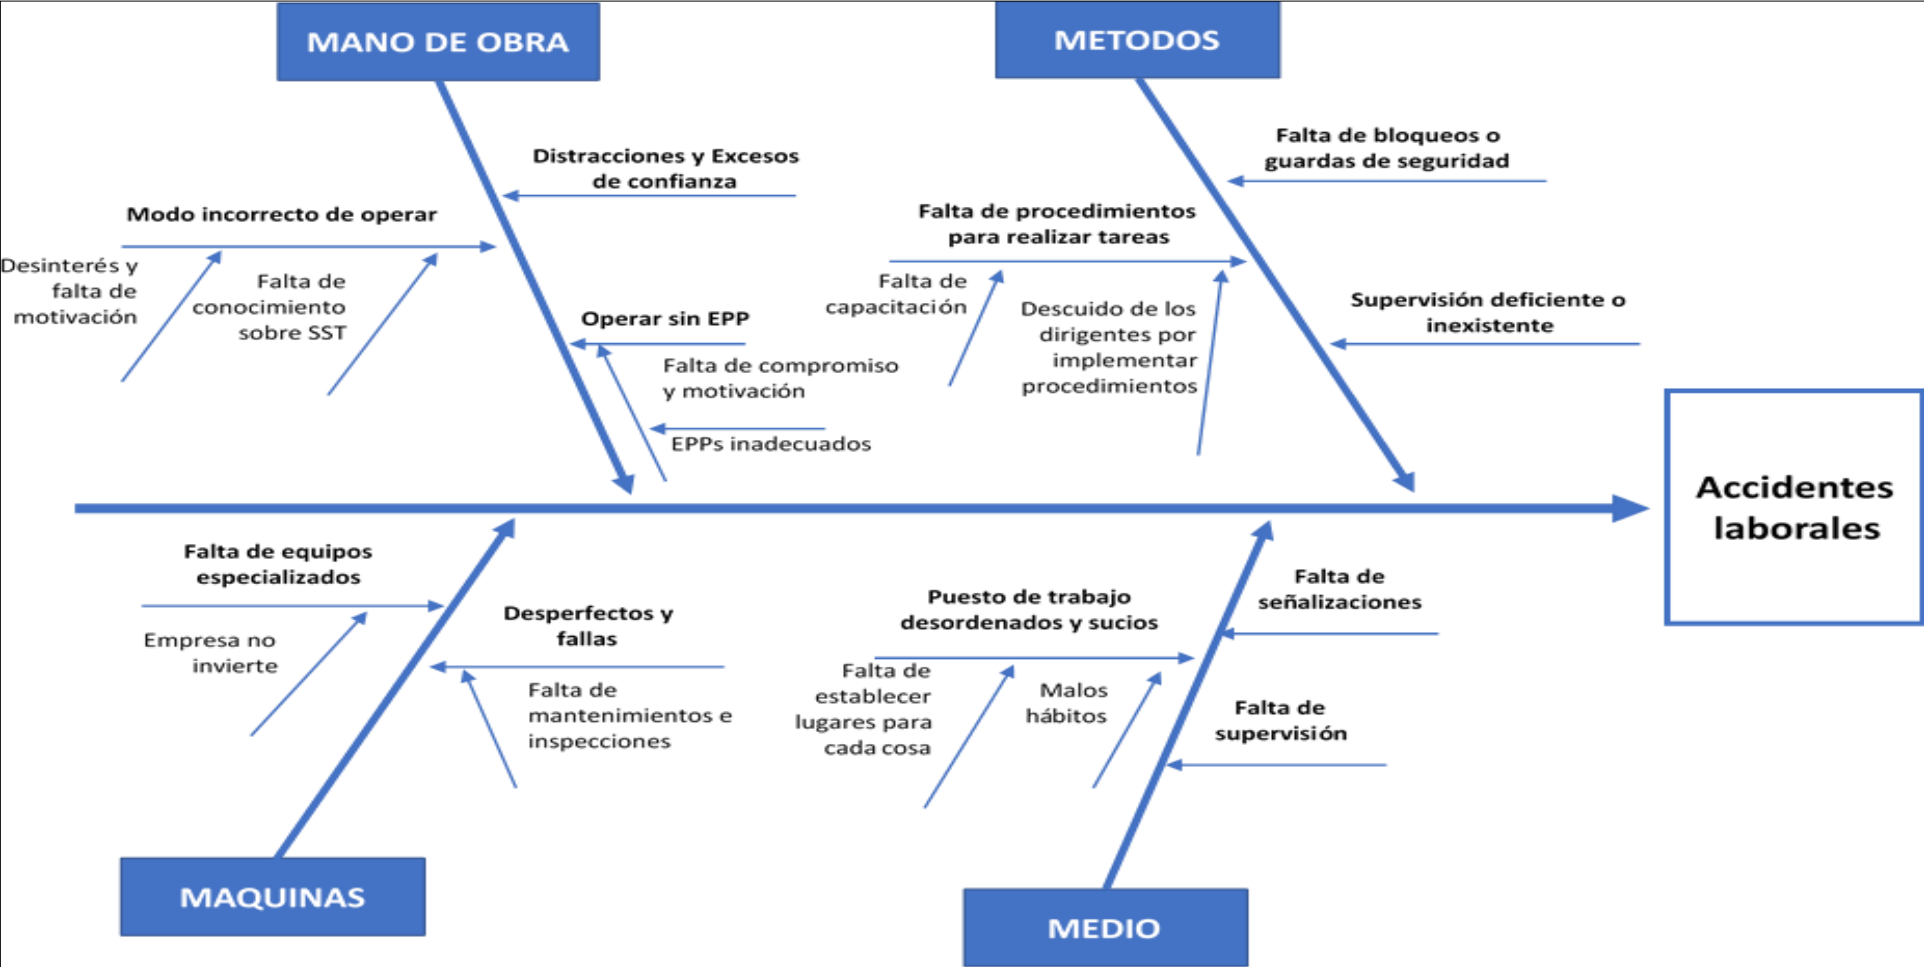 MANO DE OBRA
METODOS
Distracciones y Excesos
de confianza
Modo incorrecto de operar
Desinterés y
falta de
motivación
Falta de
conocimiento
sobre SST
Operar sin EPP
Falta de compromiso
y motivación
EPPs inadecuados
Falta de bloqueos o
guardas de seguridad
Falta de procedimientos
para realizar tareas
Falta de
capacitación
Descuido de los
dirigentes por
implementar
procedimientos
Supervisión deficiente o
inexistente
Accidentes
laborales
Falta de equipos
especializados
Empresa no
invierte
Desperfectos y
fallas
Falta de
mantenimientos e
inspecciones
Puesto de trabajo
desordenados y sucios
Falta de
establecer
lugares para
cada cosa
Malos
hábitos
Falta de
señalizaciones
Falta de
supervisión
MAQUINAS
MEDIO